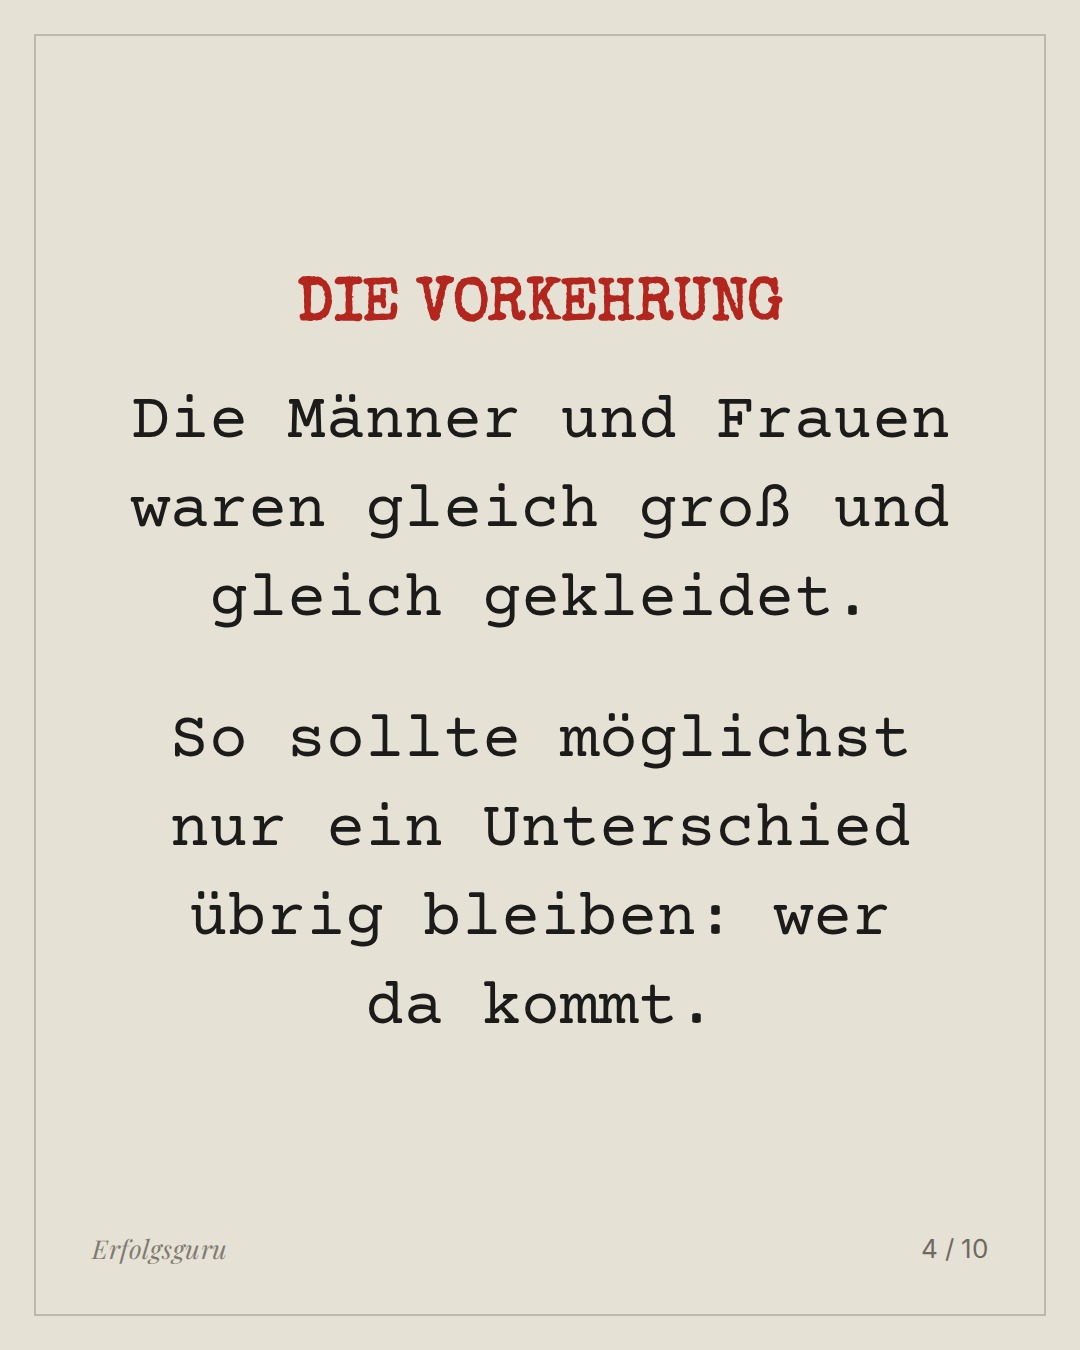 DIE VORKEHRUNG
Die Männer und Frauen
waren gleich groß und
gleich gekleidet.
So sollte möglichst
nur ein Unterschied
übrig bleiben: wer
da kommt.
Erfolgsguru
4 / 10